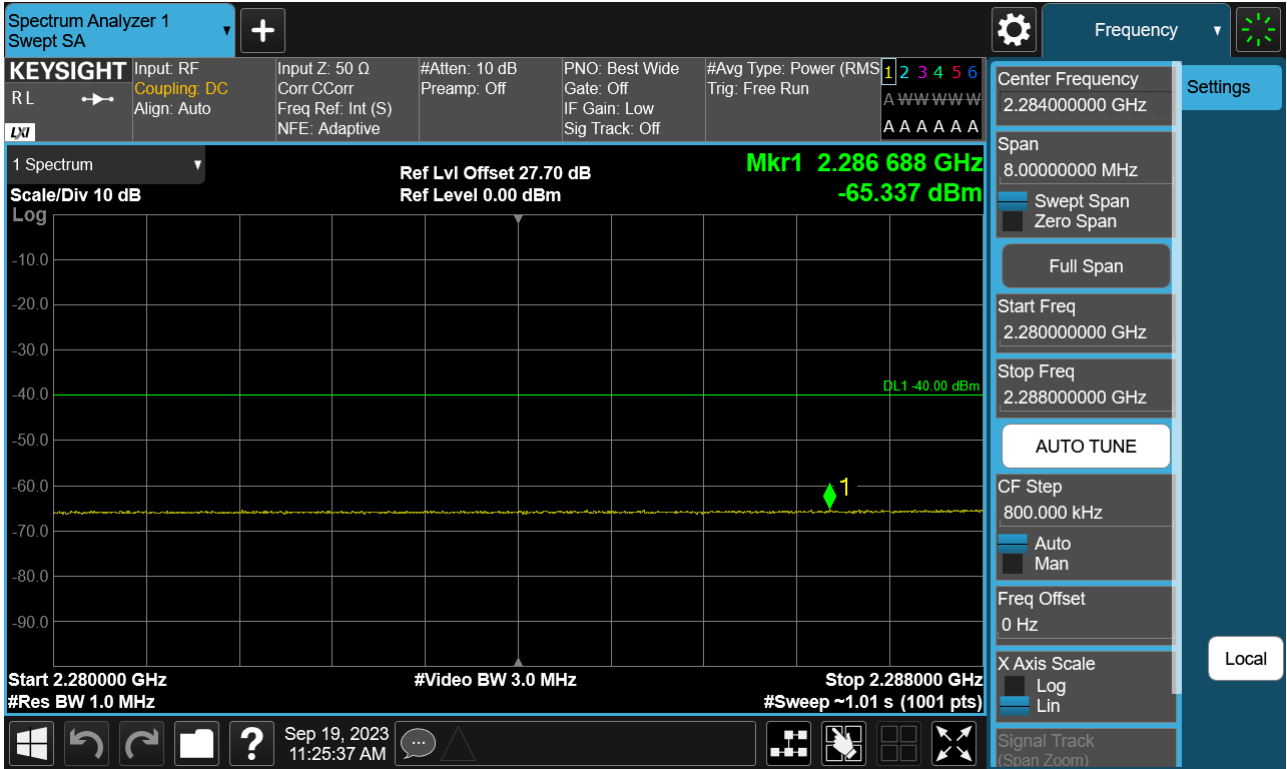 Spectrum Analyzer 1
Swept SA
Frequency
KEYSIGHT
R L
LXI
Input: RF
Coupling: DC
Align: Auto
Input Z: 50 Ω
Corr CCorr
Freq Ref: Int (S)
NFE: Adaptive
#Atten: 10 dB
Preamp: Off
PNO: Best Wide
Gate: Off
IF Gain: Low
Sig Track: Off
#Avg Type: Power (RMS
Trig: Free Run
1 2 3 4 5 6
A W W W W W
A A A A A A
1 Spectrum
Scale/Div 10 dB
Log
Ref Lvl Offset 27.70 dB
Ref Level 0.00 dBm
Mkr1 2.286 688 GHz
-65.337 dBm
-10.0
-20.0
-30.0
-40.0
-50.0
-60.0
-70.0
-80.0
-90.0
DL1 -40.00 dBm
1
Start 2.280000 GHz
#Res BW 1.0 MHz
#Video BW 3.0 MHz
Stop 2.288000 GHz
#Sweep ~1.01 s (1001 pts)
Center Frequency
2.284000000 GHz
Span
8.00000000 MHz
Swept Span
Zero Span
Full Span
Start Freq
2.280000000 GHz
Stop Freq
2.288000000 GHz
AUTO TUNE
CF Step
800.000 kHz
Auto
Man
Freq Offset
0 Hz
X Axis Scale
Log
Lin
Signal Track
(Span Zoom)
Settings
Local
?
Sep 19, 2023
11:25:37 AM